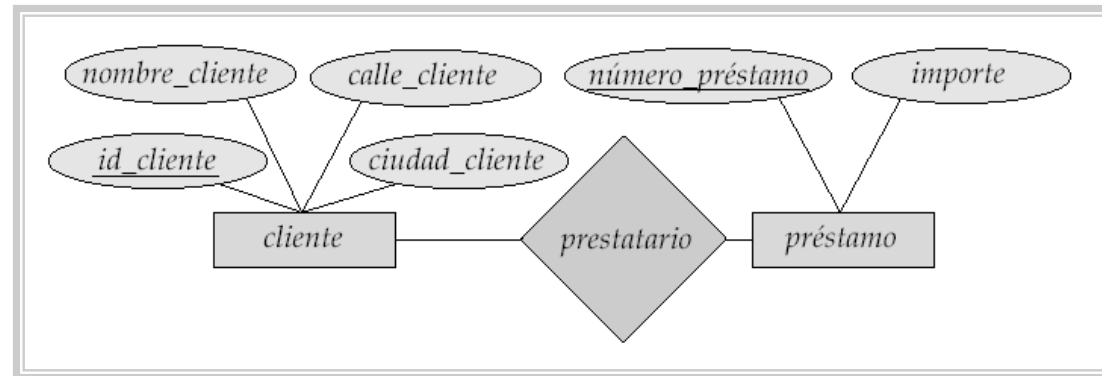 nombre_cliente
calle_cliente
número_préstamo
importe
id_cliente
ciudad_cliente
cliente
prestatario
préstamo